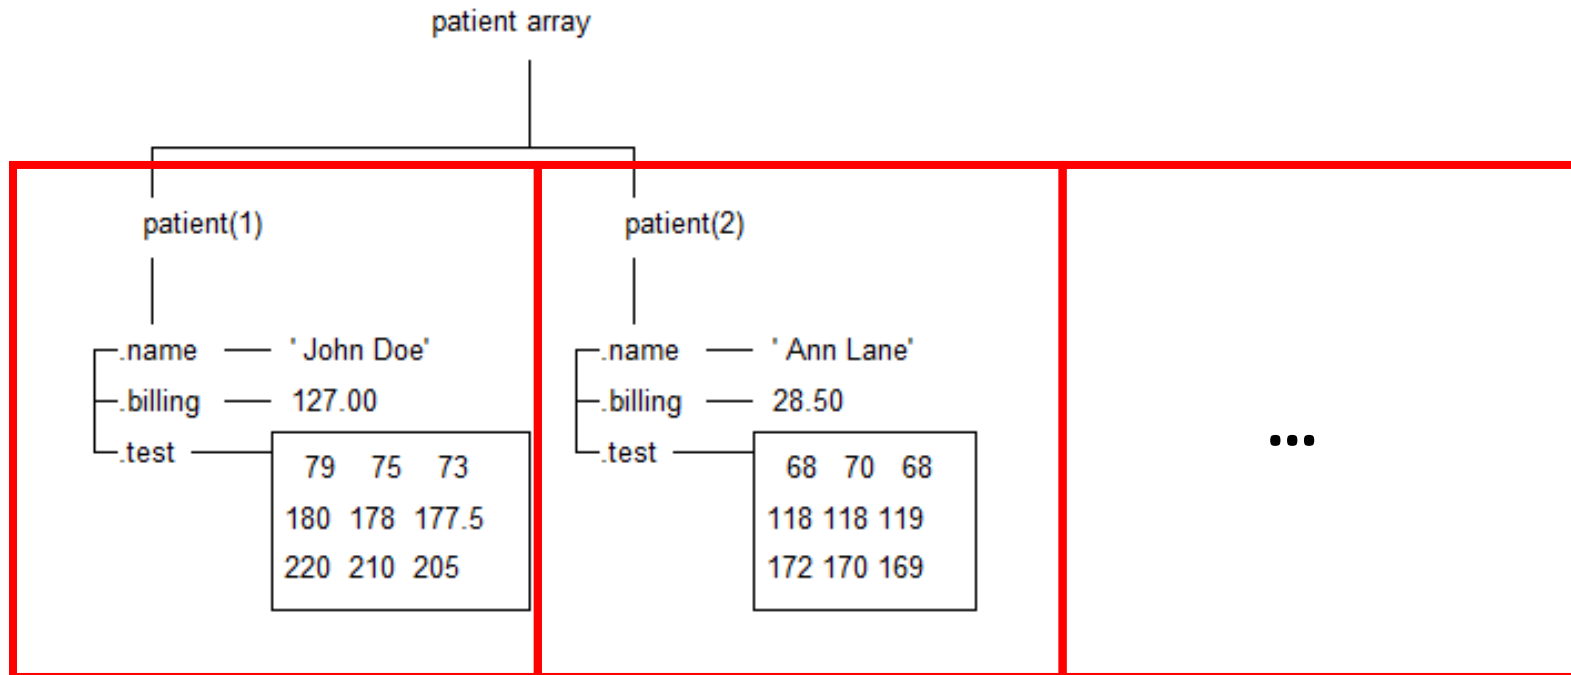 patient array
patient(1)
.name ' John Doe'
.billing 127.00
.test
79 75 73
180 178 177.5
220 210 205
patient(2)
.name ' Ann Lane'
.billing 28.50
.test
68 70 68
118 118 119
172 170 169
...